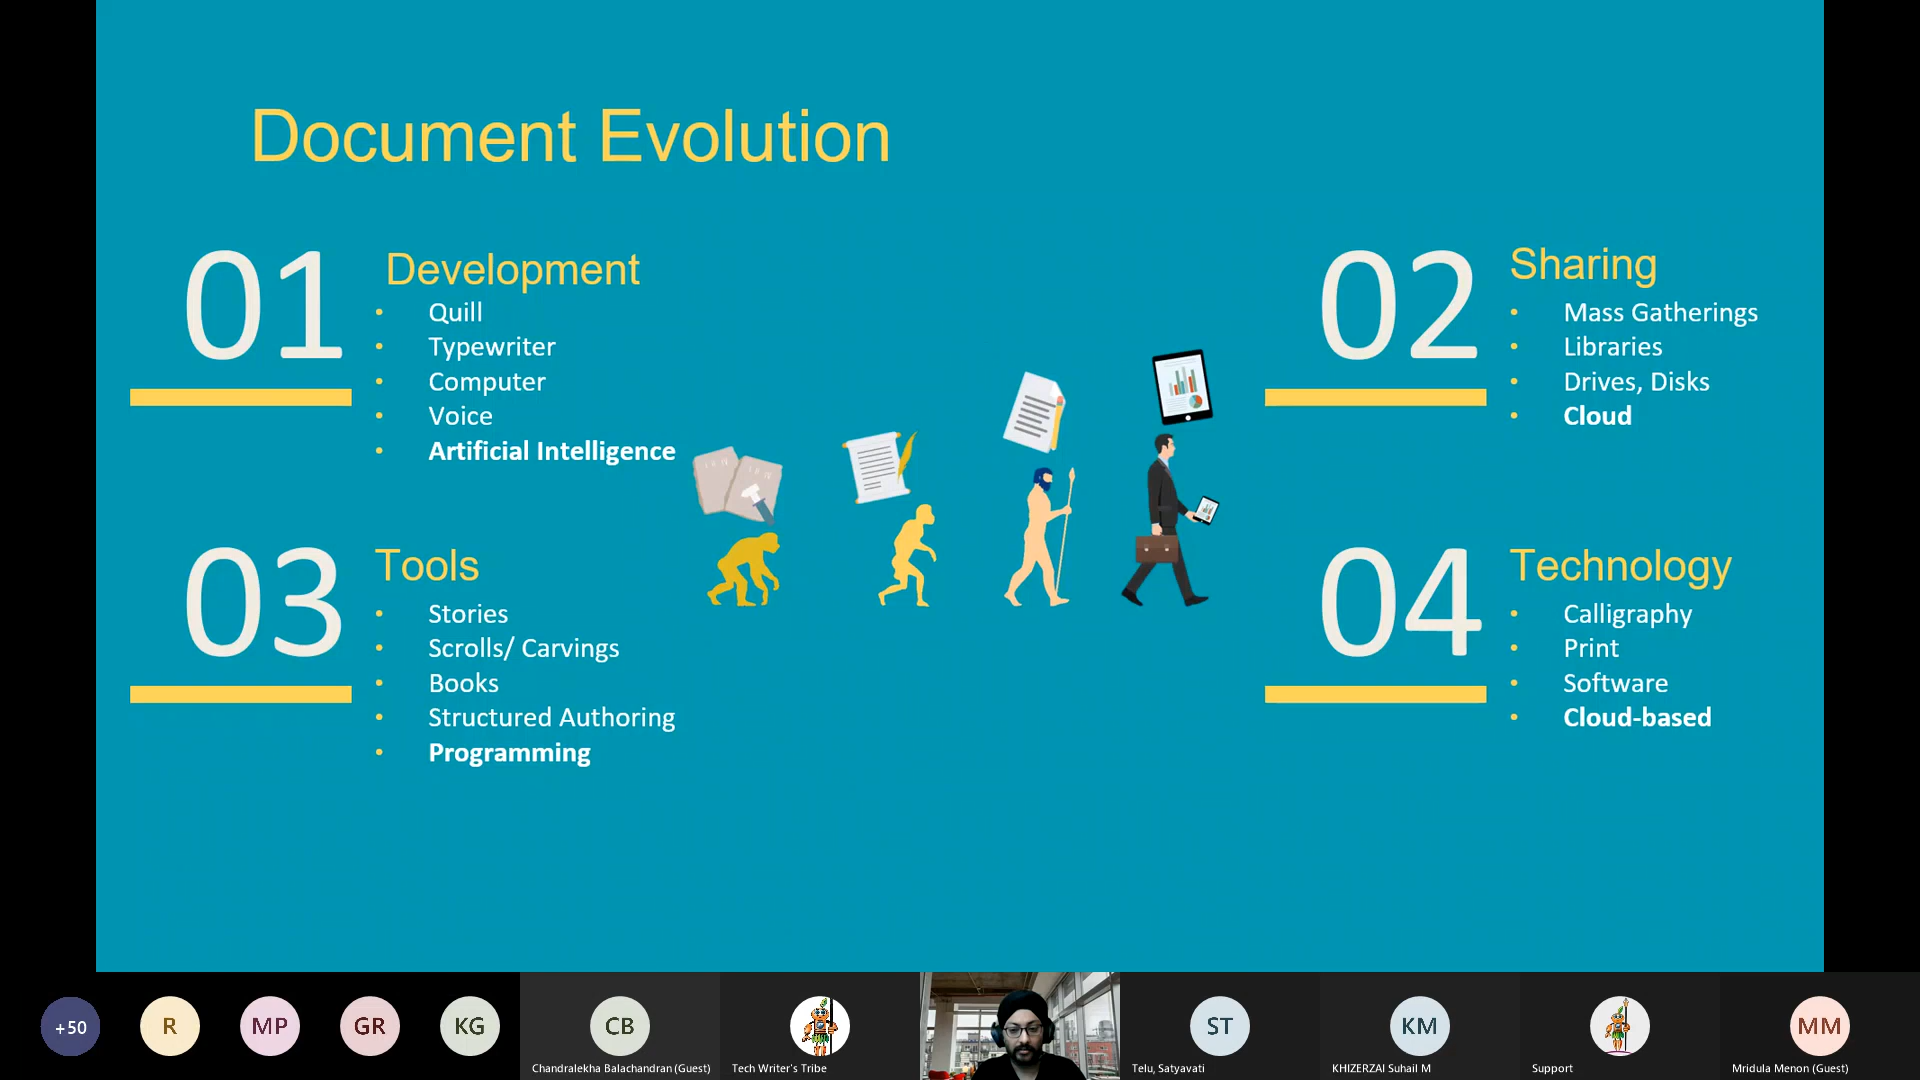 Document Evolution
01
Development
Quill
Typewriter
Computer
Voice
Artificial Intelligence
02
Sharing
Mass Gatherings
Libraries
Drives, Disks
Cloud
03
Tools
Stories
Scrolls/ Carvings
Books
Structured Authoring
Programming
04
Technology
Calligraphy
Print
Software
Cloud-based
+50
R
MP
GR
KG
CB
Chandralekha Balachandran (Guest)
Tech Writer's Tribe
ST
Telu, Satyavati
KM
KHIZERZAI Suhail M
Support
MM
Mridula Menon (Guest)